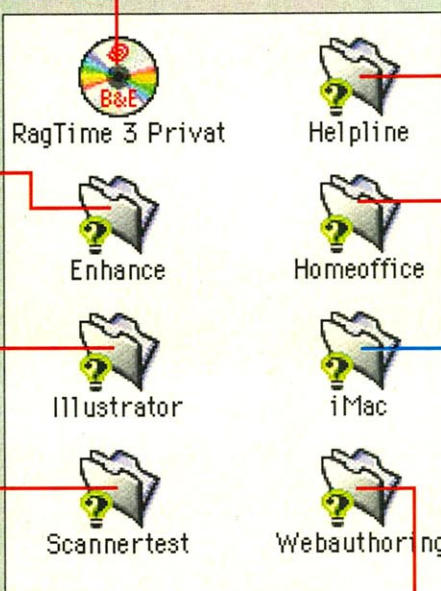 B&E
RagTime 3 Privat
Helpline
Enhance
Homeoffice
Illustrator
iMac
Scannertest
Webauthoring